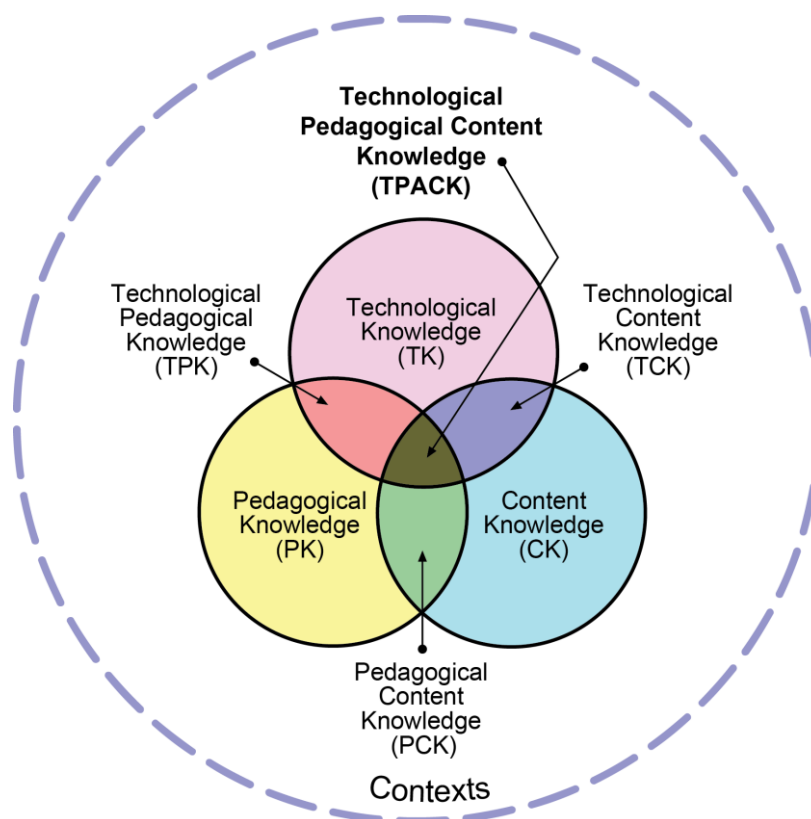 Technological
Pedagogical Content
Knowledge
(TPACK)
Technological
Pedagogical
Knowledge
(TPK)
Technological
Knowledge
(TK)
Technological
Content
Knowledge
(TCK)
Pedagogical
Knowledge
(PK)
Content
Knowledge
(CK)
Pedagogical
Content
Knowledge
(PCK)
Contexts